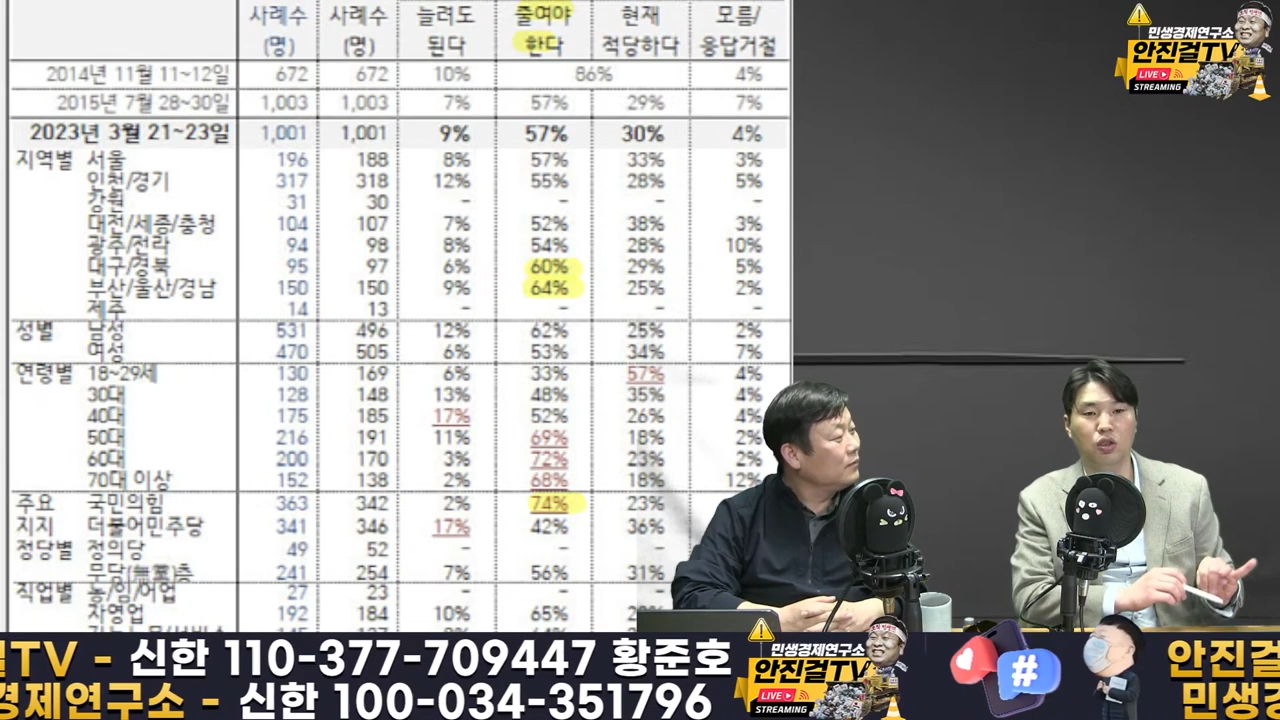 사례수 사례수 늘려도 줄여야 현재 모름/
(명) (명) 된다 한다 적당하다 응답거절
2014년 11월 11~12일 672 672 10% 86% 4%
2015년 7월 28~30일 1,003 1,003 7% 57% 29% 7%
2023년 3월 21~23일 1,001 1,001 9% 57% 30% 4%
지역별 서울 196 188 8% 57% 33% 3%
인천/경기 317 318 12% 55% 28% 5%
강원 31 30 - - - -
대전/세종/충청 104 107 7% 52% 38% 3%
광주/전라 94 98 8% 54% 28% 10%
대구/경북 95 97 6% 60% 29% 5%
부산/울산/경남 150 150 9% 64% 25% 2%
제주 14 13 - - - -
성별 남성 531 496 12% 62% 25% 2%
여성 470 505 6% 53% 34% 7%
연령별 18~29세 130 169 6% 33% 57% 4%
30대 128 148 13% 48% 35% 4%
40대 175 185 17% 52% 26% 4%
50대 216 191 11% 69% 18% 2%
60대 200 170 3% 72% 23% 2%
70대 이상 152 138 2% 68% 18% 12%
주요 국민의힘 363 342 2% 74% 23%
지지 더불어민주당 341 346 17% 42% 36%
정당별 정의당 49 52 - -
무당(無黨)층 241 254 7% 56% 31%
직업별 농/임/어업 27 23 - -
자영업 192 184 10% 65%
민생경제연구소
안진걸TV
LIVE
STREAMING
걸TV - 신한 110-377-709447 황준호
경제연구소 - 신한 100-034-351796
민생경제연구소
안진걸TV
LIVE
STREAMING
#
안진걸
민생경